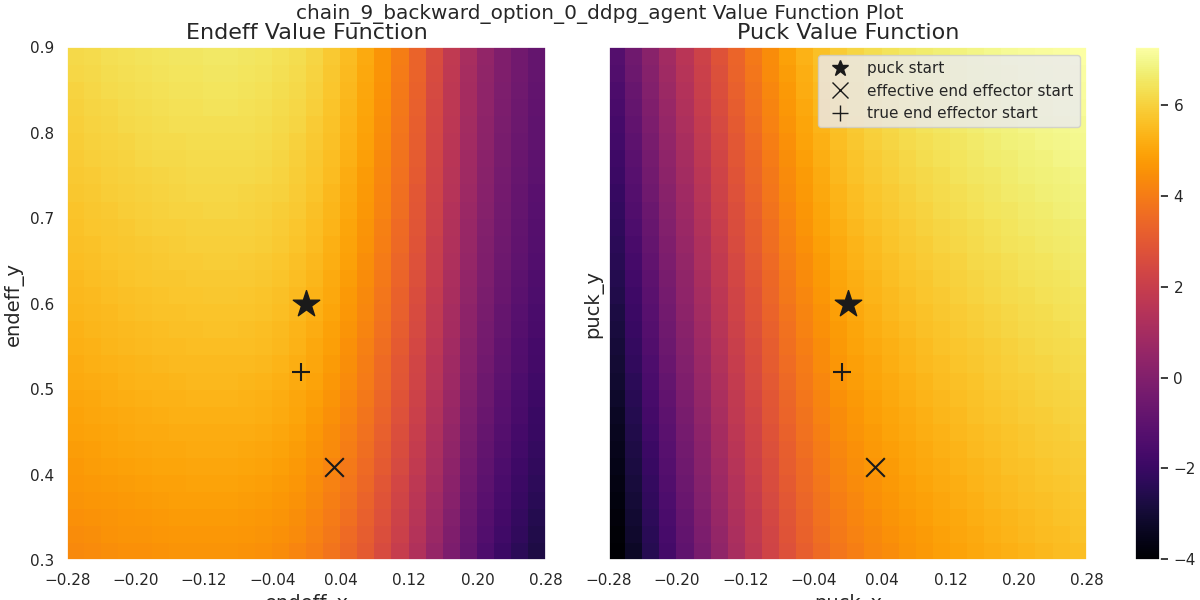 chain_9_backward_option_0_ddpg_agent Value Function Plot
Endeff Value Function
Puck Value Function
puck start
effective end effector start
true end effector start
endeff_y
0.9
0.8
0.7
0.6
0.5
0.4
0.3
−0.28 −0.20 −0.12 −0.04 0.04 0.12 0.20 0.28
endeff_x
puck_y
−0.28 −0.20 −0.12 −0.04 0.04 0.12 0.20 0.28
puck_x
6
4
2
0
−2
−4